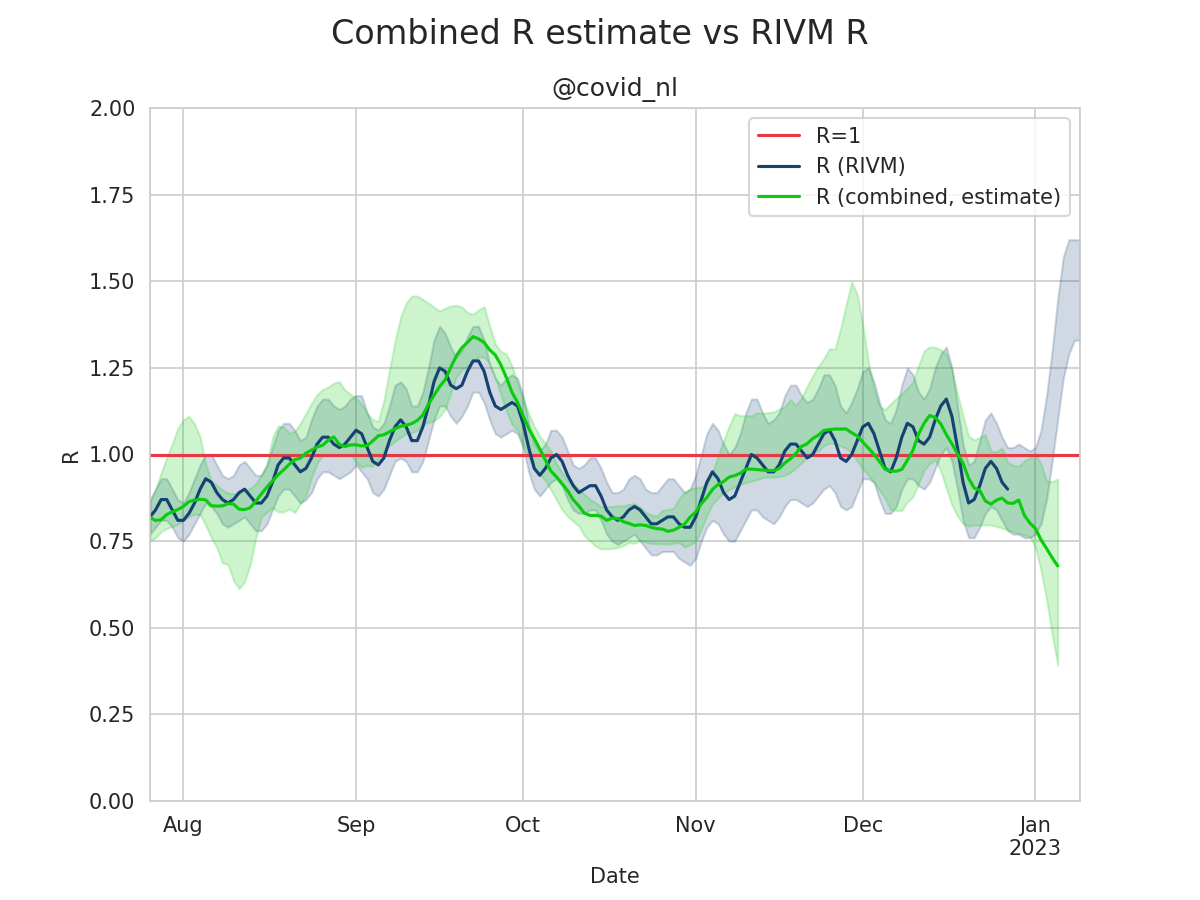 Combined R estimate vs RIVM R
@covid_nl
R=1
R (RIVM)
R (combined, estimate)
2.00
1.75
1.50
1.25
1.00
0.75
0.50
0.25
0.00
R
Aug Sep Oct Nov Dec Jan
2023
Date